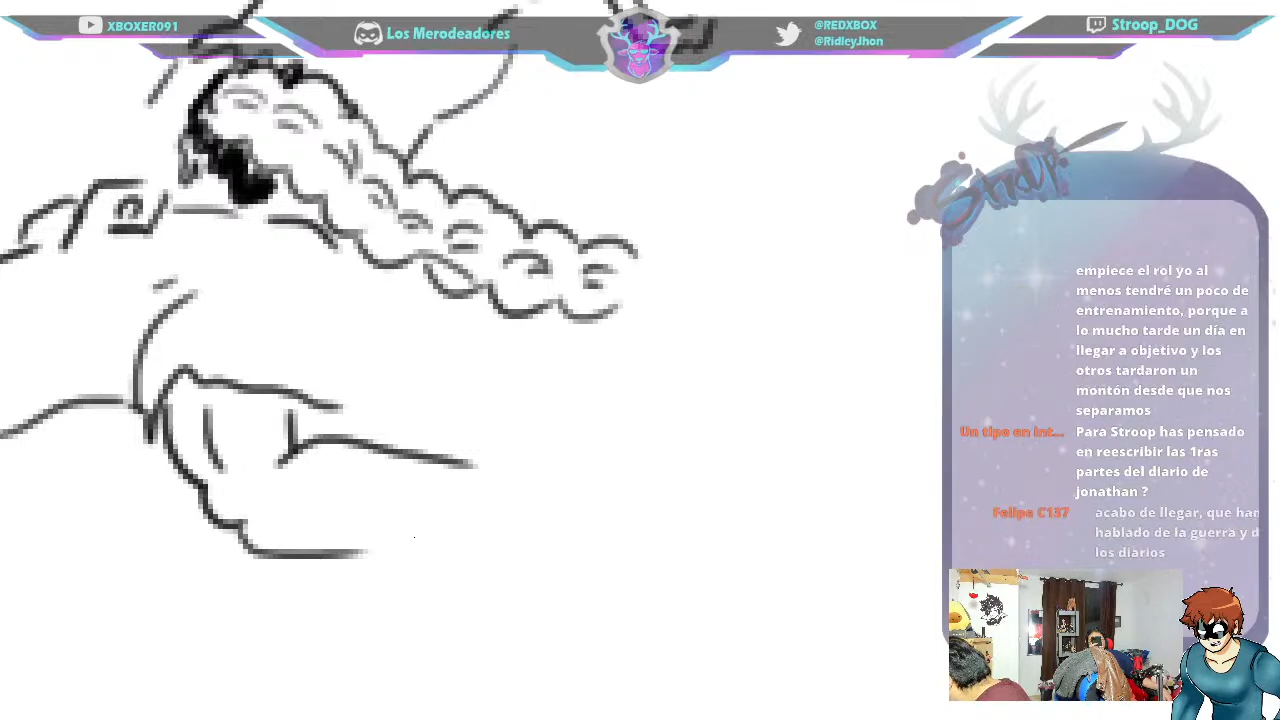 XBOXER091
Los Merodeadores
@REDXBOX
@RidleyJhon
Stroop_DOG
Stroop
empiece el rol yo al
menos tendré un poco de
entrenamiento, porque a
lo mucho tarde un día en
llegar a objetivo y los
otros tardaron un
montón desde que nos
separamos
Un tipo en int...
Para Stroop has pensado
en reescribir las 1ras
partes del diario de
jonathan ?
Felipe C137
acabo de llegar, que han
hablado de la guerra y d
los diarios